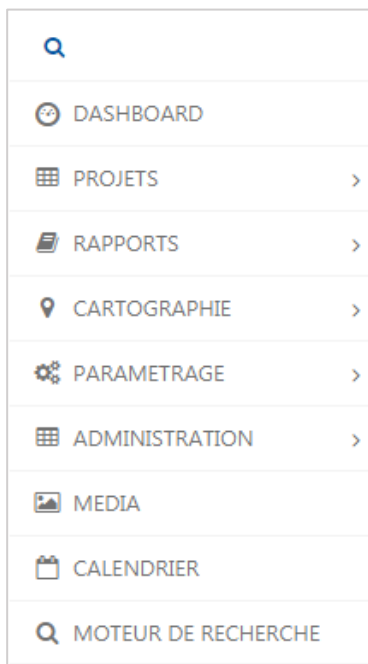 DASHBOARD
PROJETS
RAPPORTS
CARTOGRAPHIE
PARAMETRAGE
ADMINISTRATION
MEDIA
CALENDRIER
MOTEUR DE RECHERCHE